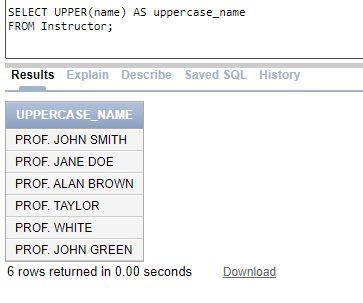 SELECT UPPER(name) AS uppercase_name
FROM Instructor;
Results Explain Describe Saved SQL History
UPPERCASE_NAME
PROF. JOHN SMITH
PROF. JANE DOE
PROF. ALAN BROWN
PROF. TAYLOR
PROF. WHITE
PROF. JOHN GREEN
6 rows returned in 0.00 seconds Download